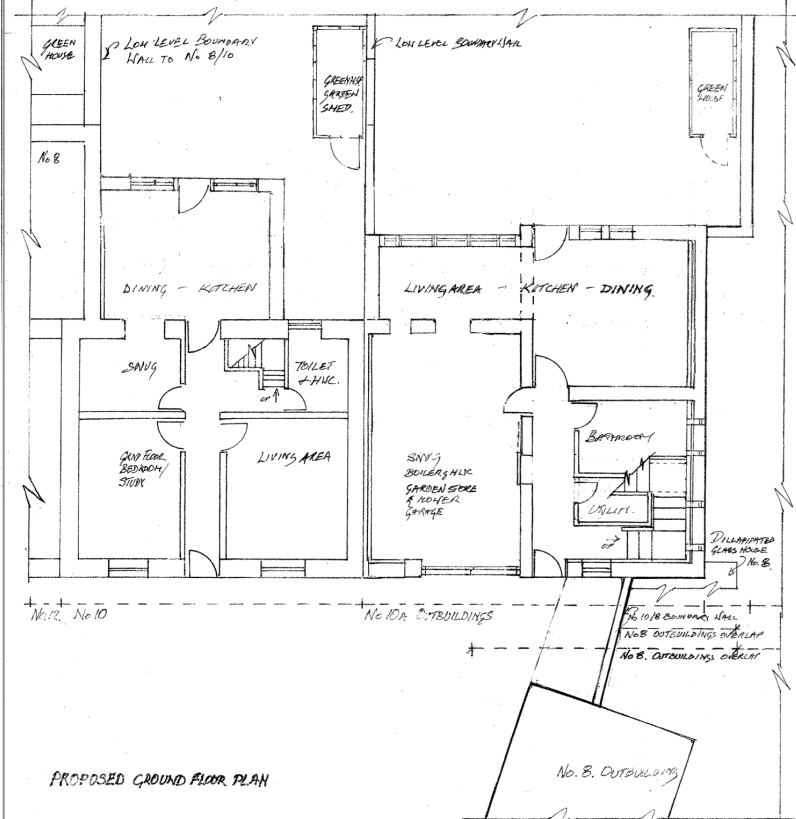 GREEN
HOUSE
LOW LEVEL BOUNDARY
WALL TO No 8/10
GREENHSE
GARDEN
SHED.
LOW LEVEL BOUNDARY WALL
GREEN
HOUSE
No 8
DINING - KITCHEN
LIVING AREA - KITCHEN - DINING
SNUG
UP
TOILET
& HWC.
GRND FLOOR
BEDROOM/
STUDY
LIVING AREA
SNUG
BOILER & HWC
GARDEN STORE
& MOWER
GARAGE
BATHROOM
UTILITY.
UP
DILLAPIDATED
GLASS HOUSE
No. 8.
No.12.
No 10
No 10A OUTBUILDINGS
No 10/8 BOUNDARY WALL
No 8 OUTBUILDINGS OVERLAP
No 8. OUTBUILDINGS OVERLAP
PROPOSED GROUND FLOOR PLAN
No. 8. OUTBUILDINGS